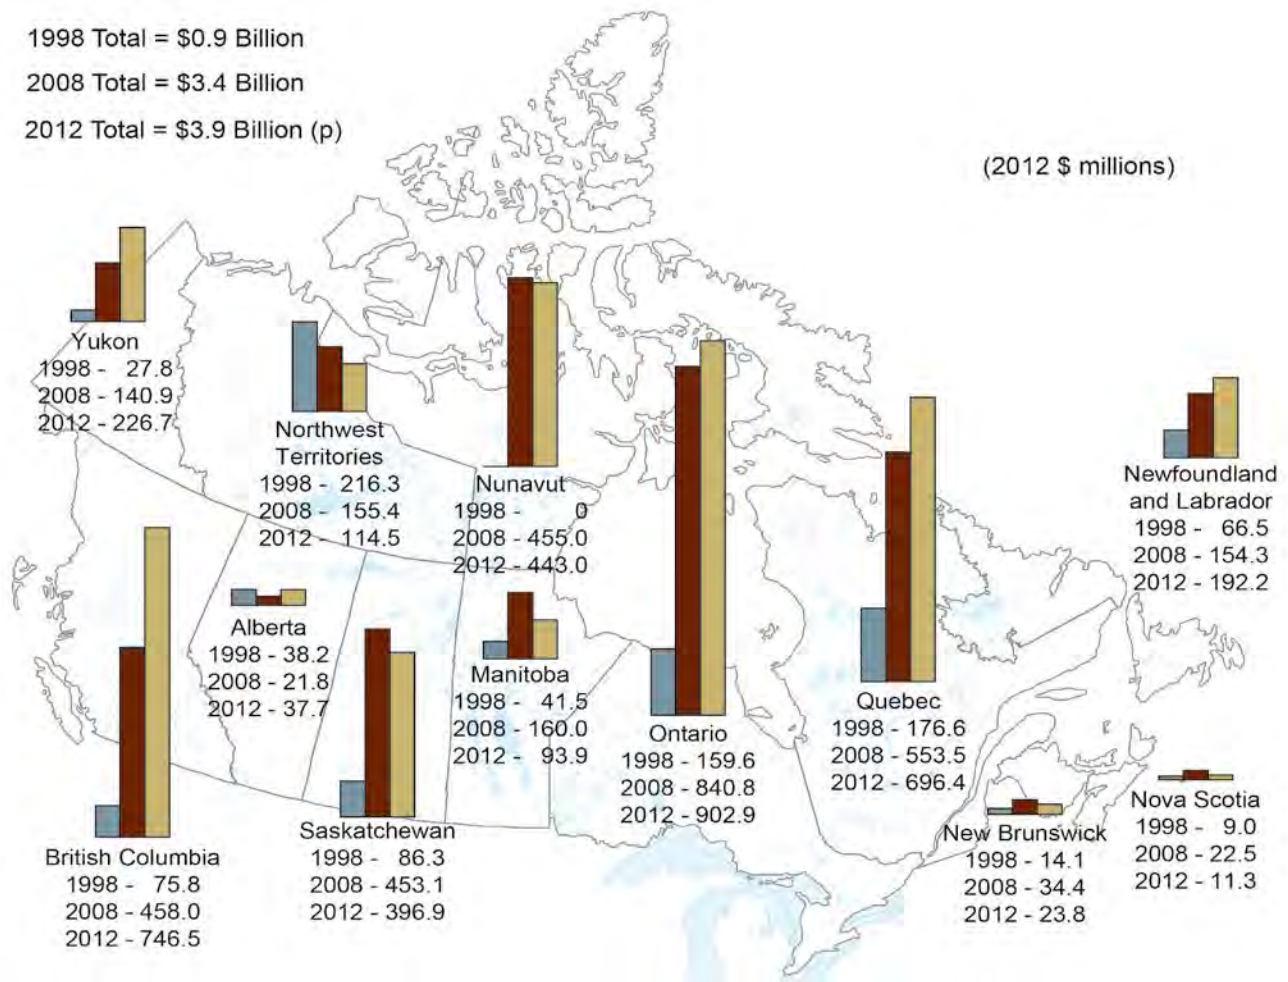 1998 Total = $0.9 Billion
2008 Total = $3.4 Billion
2012 Total = $3.9 Billion (p)
(2012 $ millions)
Yukon
1998 - 27.8
2008 - 140.9
2012 - 226.7
Northwest
Territories
1998 - 216.3
2008 - 155.4
2012 - 114.5
Nunavut
1998 - 0
2008 - 455.0
2012 - 443.0
Newfoundland
and Labrador
1998 - 66.5
2008 - 154.3
2012 - 192.2
British Columbia
1998 - 75.8
2008 - 458.0
2012 - 746.5
Alberta
1998 - 38.2
2008 - 21.8
2012 - 37.7
Saskatchewan
1998 - 86.3
2008 - 453.1
2012 - 396.9
Manitoba
1998 - 41.5
2008 - 160.0
2012 - 93.9
Ontario
1998 - 159.6
2008 - 840.8
2012 - 902.9
Quebec
1998 - 176.6
2008 - 553.5
2012 - 696.4
New Brunswick
1998 - 14.1
2008 - 34.4
2012 - 23.8
Nova Scotia
1998 - 9.0
2008 - 22.5
2012 - 11.3